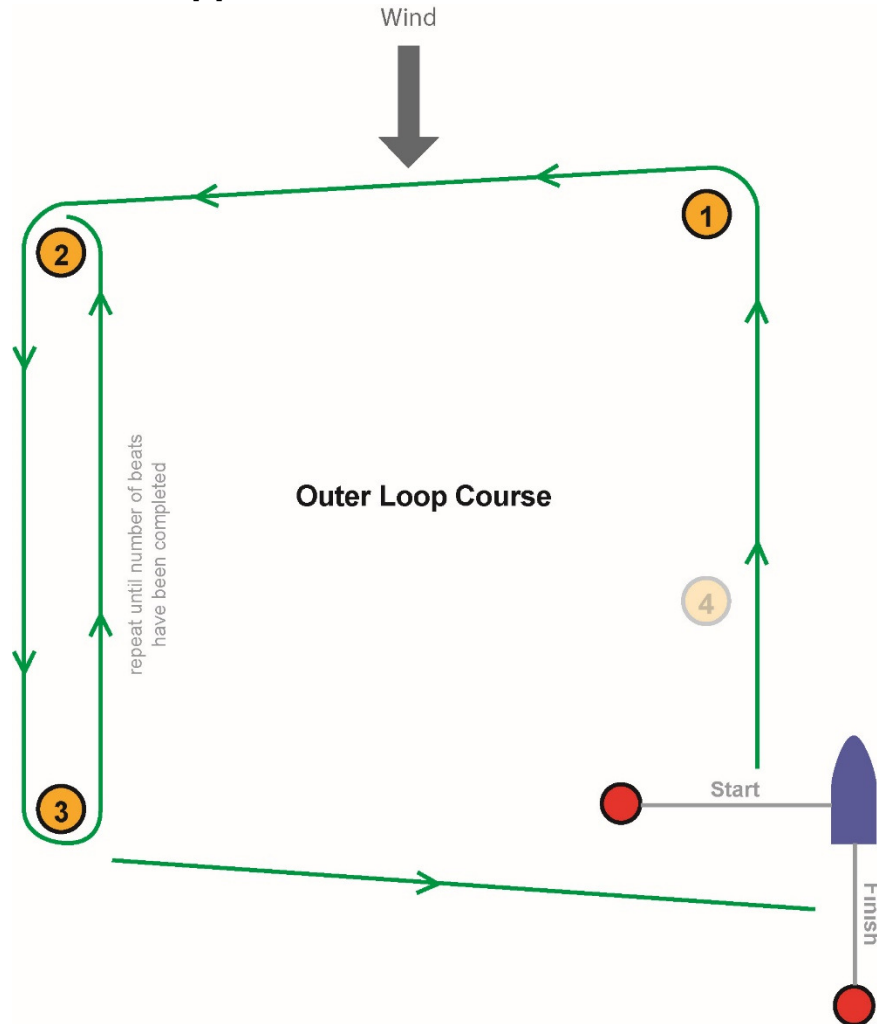 Wind
1
2
repeat until number of beats
have been completed
Outer Loop Course
4
Start
3
Finish